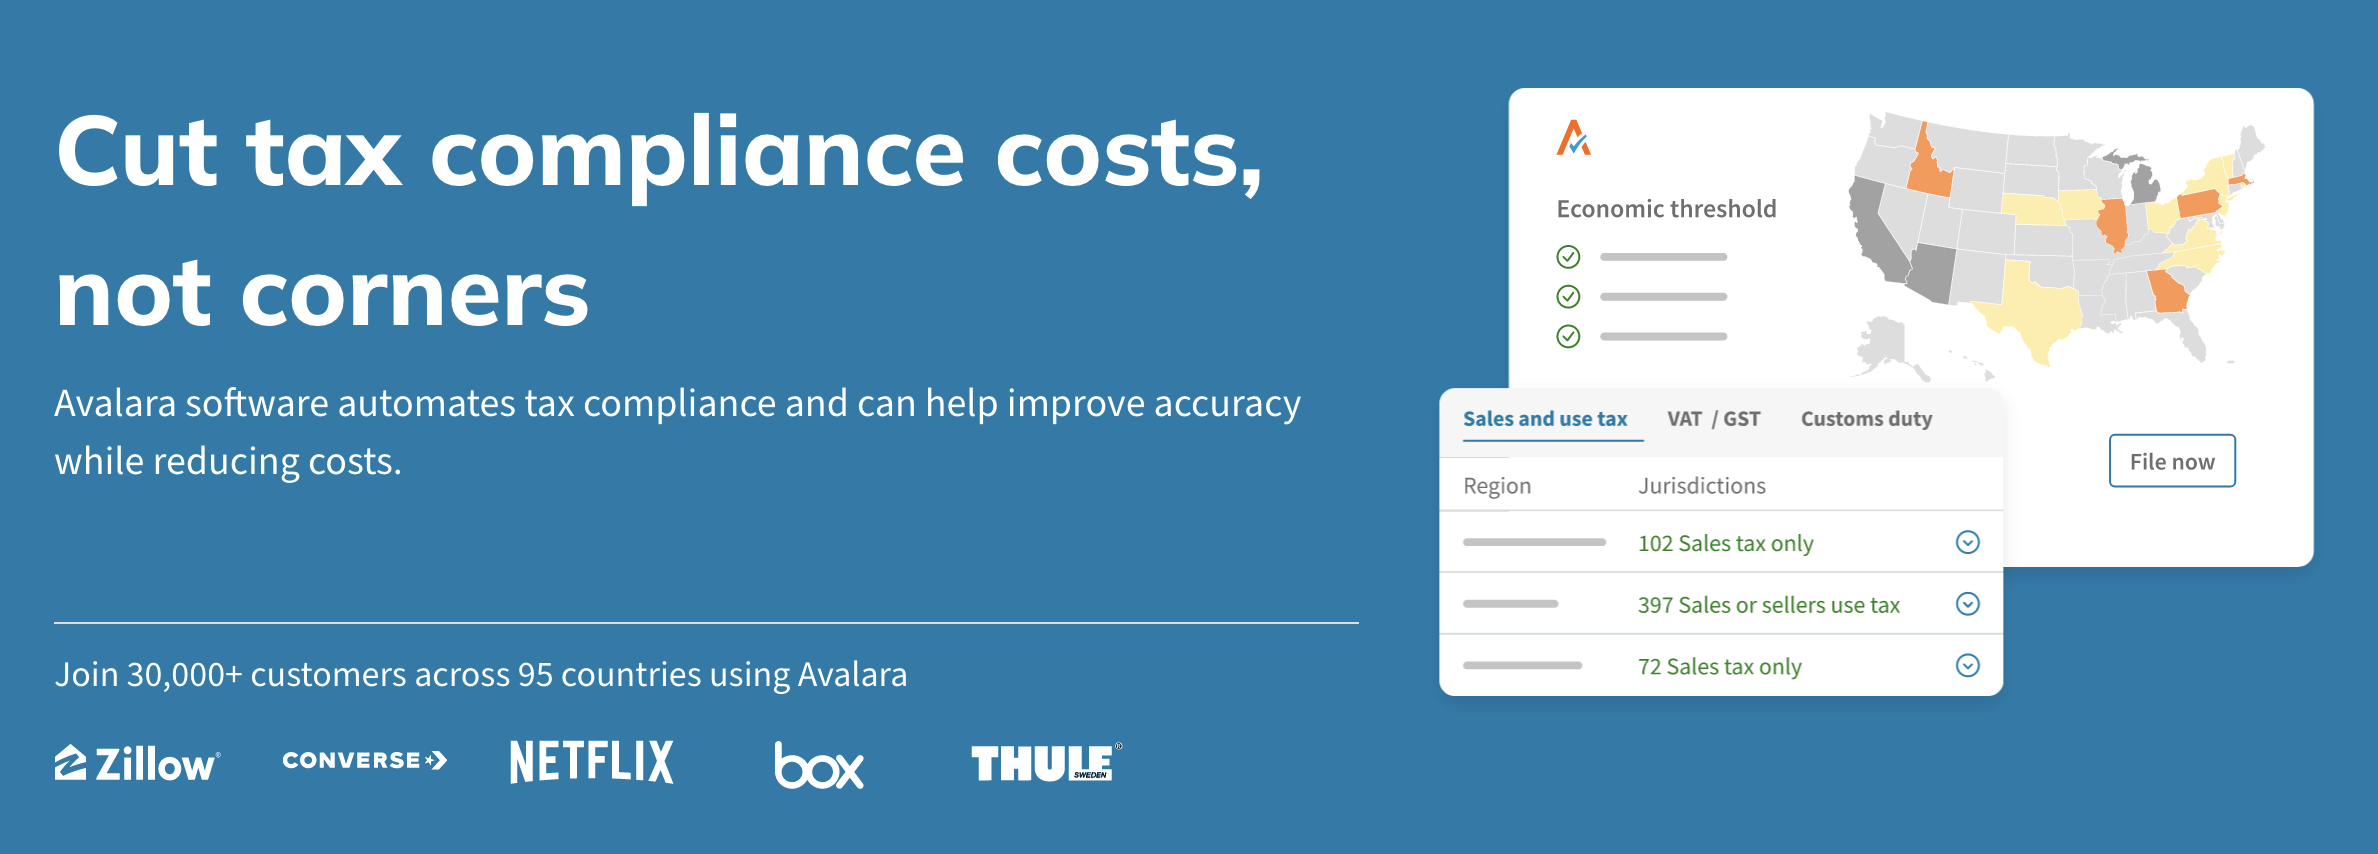 Cut tax compliance costs,
not corners
Avalara software automates tax compliance and can help improve accuracy
while reducing costs.
Join 30,000+ customers across 95 countries using Avalara
Zillow®
CONVERSE
NETFLIX
box
THULE®
SWEDEN
Economic threshold
Sales and use tax VAT / GST Customs duty
Region Jurisdictions
102 Sales tax only
397 Sales or sellers use tax
72 Sales tax only
File now